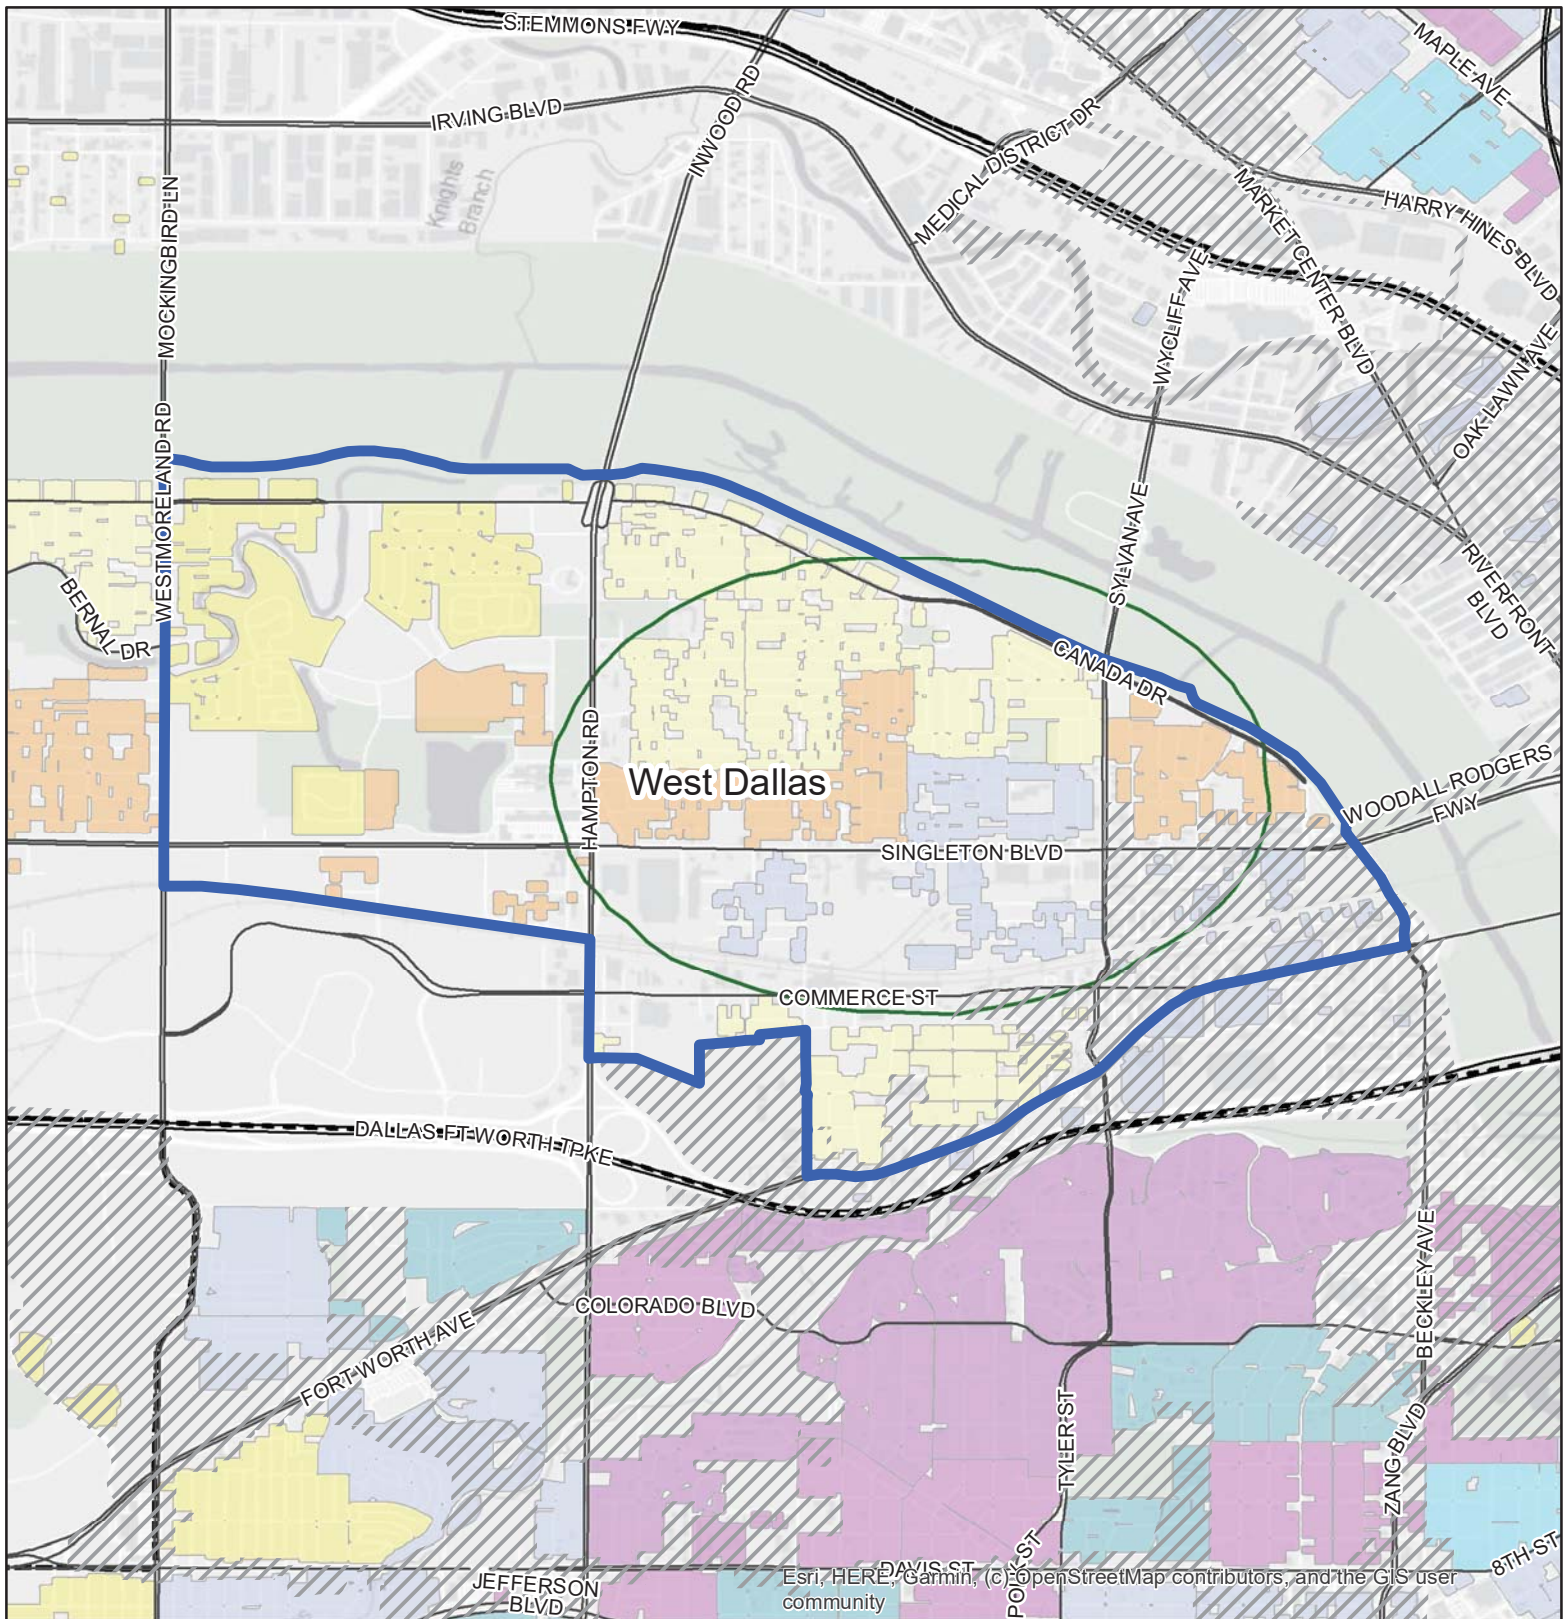 STEMMONS FWY
MAPLE AVE
IRVING BLVD
INWOOD RD
MEDICAL DISTRICT DR
Knights
Branch
MOCKINGBIRD LN
MARKET CENTER BLVD
HARRY HINES BLVD
WYCLIFF AVE
OAK LAWN AVE
WESTMORELAND RD
SYLVAN AVE
RIVERFRONT
BLVD
BERNAL
DR
CANADA DR
HAMPTON RD
West Dallas
WOODALL RODGERS
FWY
SINGLETON BLVD
COMMERCE ST
DALLAS FT WORTH TPKE
BECKLEY AVE
COLORADO BLVD
FORT WORTH AVE
TYLER ST
ZANG BLVD
DAVIS ST
POLK ST
8TH ST
JEFFERSON
BLVD
Esri, HERE, Garmin, (c) OpenStreetMap contributors, and the GIS user
community